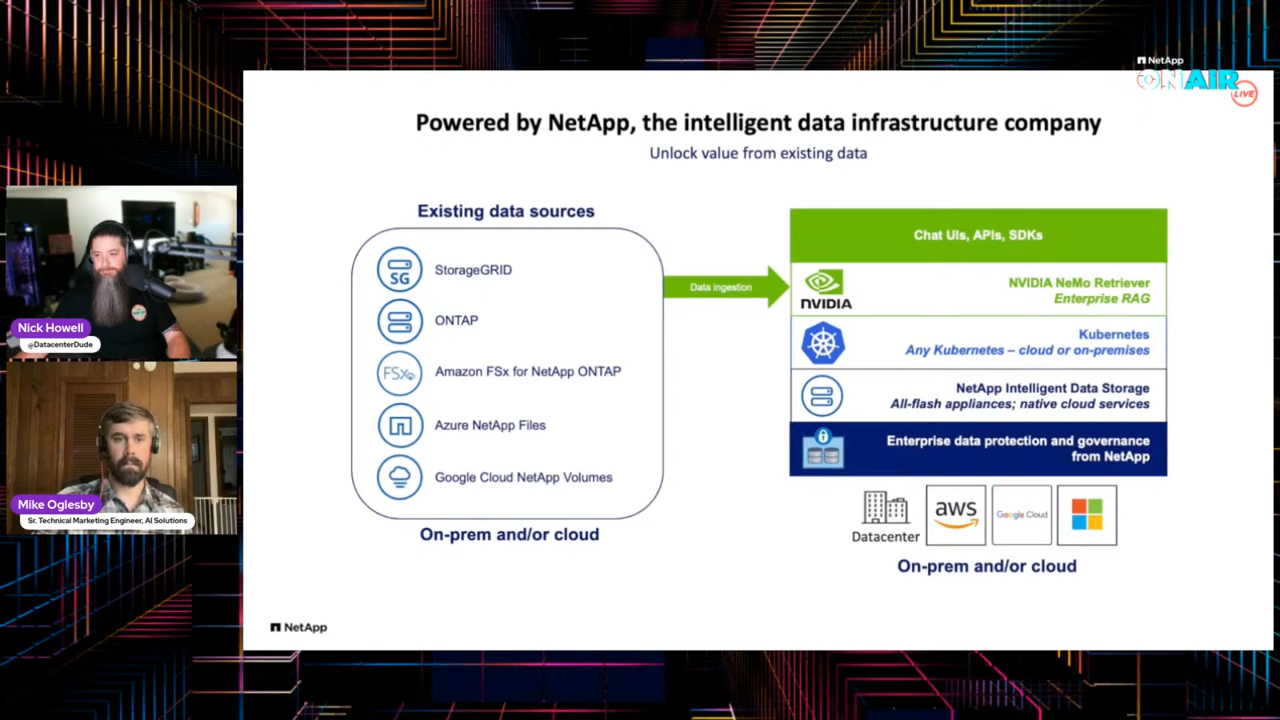 NetApp
ONAIR
LIVE
Powered by NetApp, the intelligent data infrastructure company
Unlock value from existing data
Existing data sources
SG
StorageGRID
ONTAP
FSx
Amazon FSx for NetApp ONTAP
Azure NetApp Files
Google Cloud NetApp Volumes
On-prem and/or cloud
Data ingestion
Chat UIs, APIs, SDKs
NVIDIA
NVIDIA NeMo Retriever
Enterprise RAG
Kubernetes
Any Kubernetes – cloud or on-premises
NetApp Intelligent Data Storage
All-flash appliances; native cloud services
Enterprise data protection and governance
from NetApp
Datacenter
aws
Google Cloud
On-prem and/or cloud
NetApp
Nick Howell
@DatacenterDude
Mike Oglesby
Sr. Technical Marketing Engineer, AI Solutions